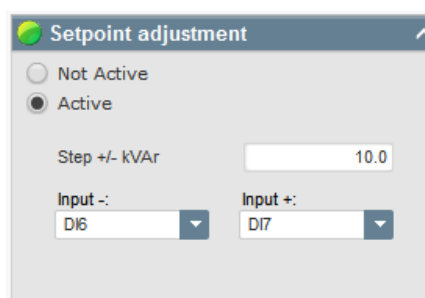 Setpoint adjustment
Not Active
Active
Step +/- kVAr 10.0
Input -: Input +:
DI6 DI7